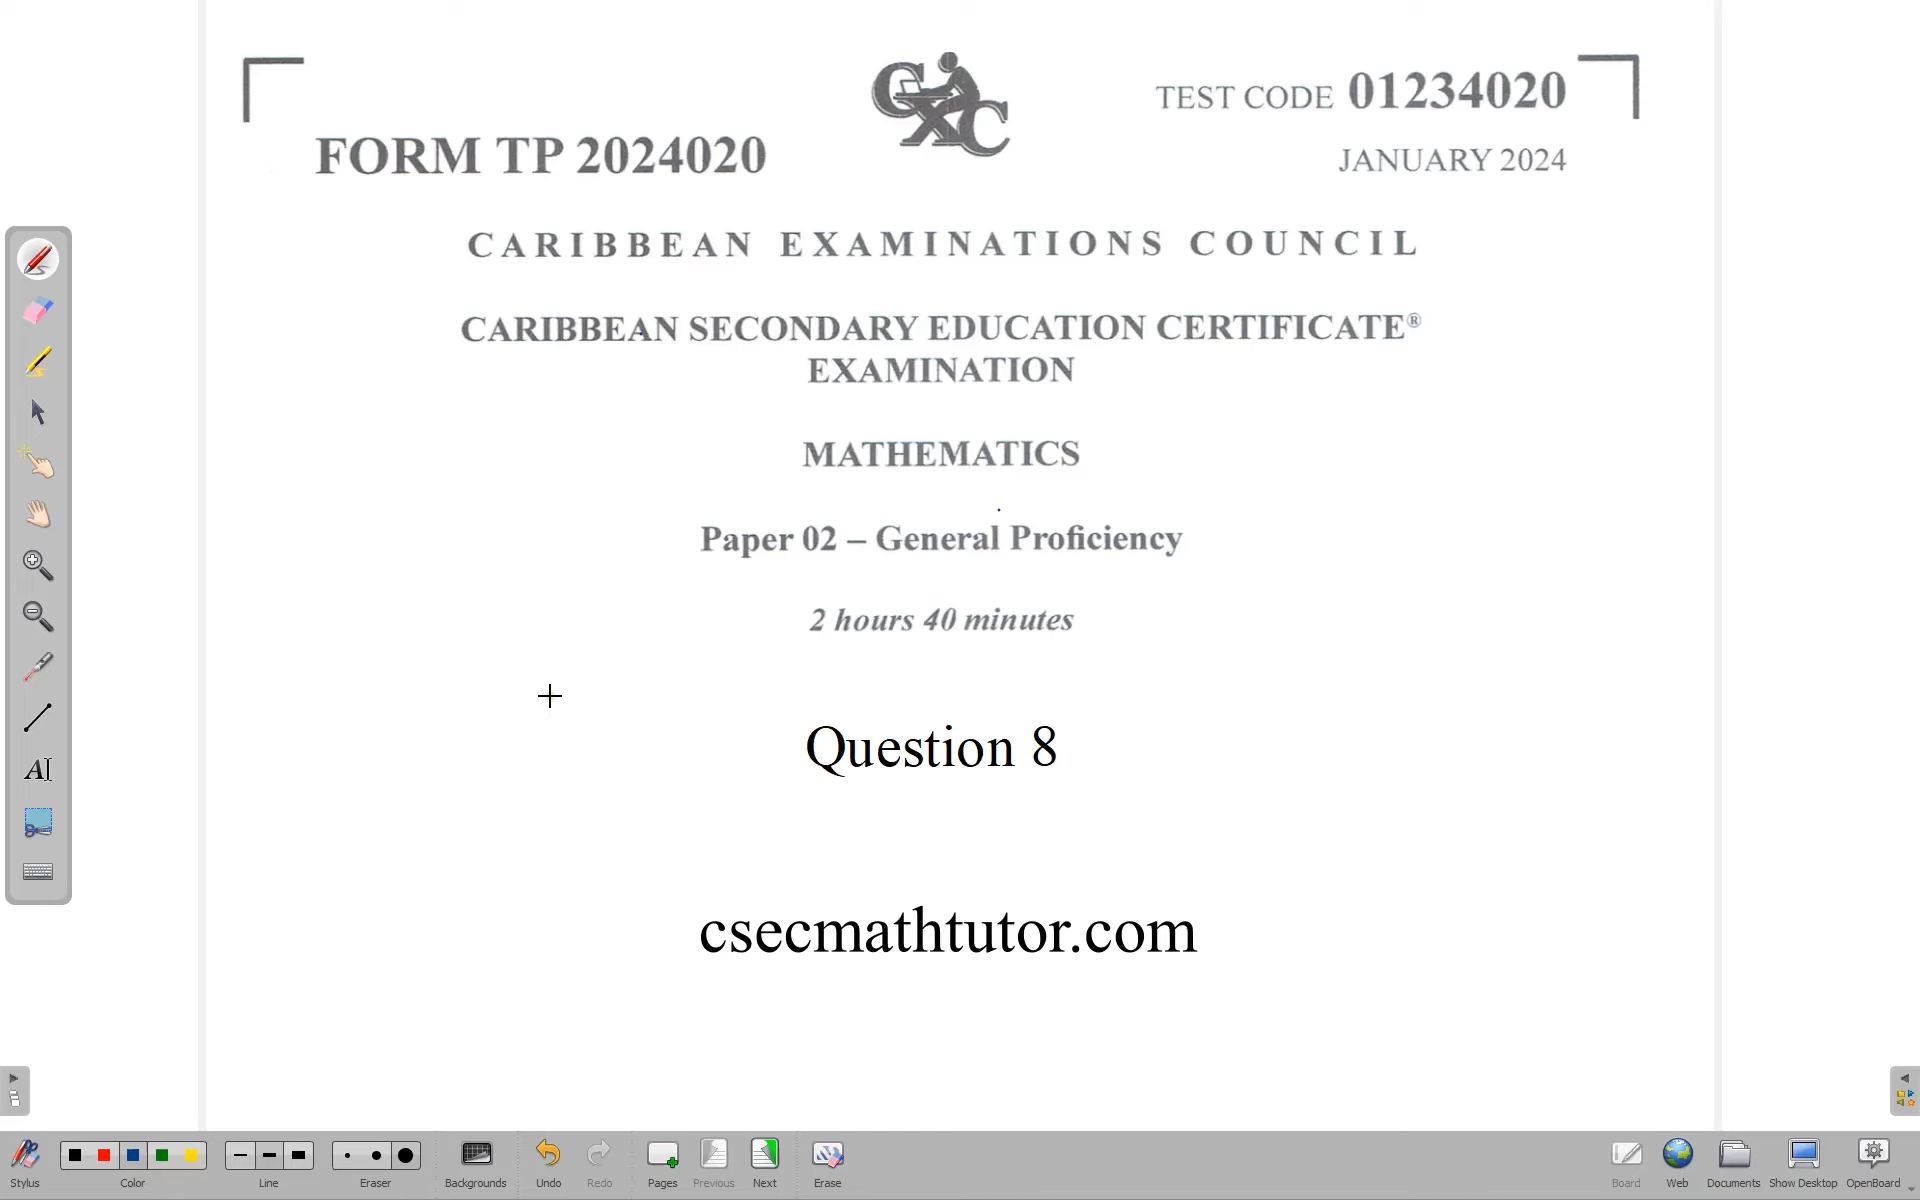 CXC
TEST CODE 01234020
FORM TP 2024020
JANUARY 2024
CARIBBEAN EXAMINATIONS COUNCIL
CARIBBEAN SECONDARY EDUCATION CERTIFICATE®
EXAMINATION
MATHEMATICS
Paper 02 – General Proficiency
2 hours 40 minutes
Question 8
csecmathtutor.com
Stylus
Color
Line
Eraser
Backgrounds
Undo
Redo
Pages
Previous
Next
Erase
Board
Web
Documents
Show Desktop
OpenBoard